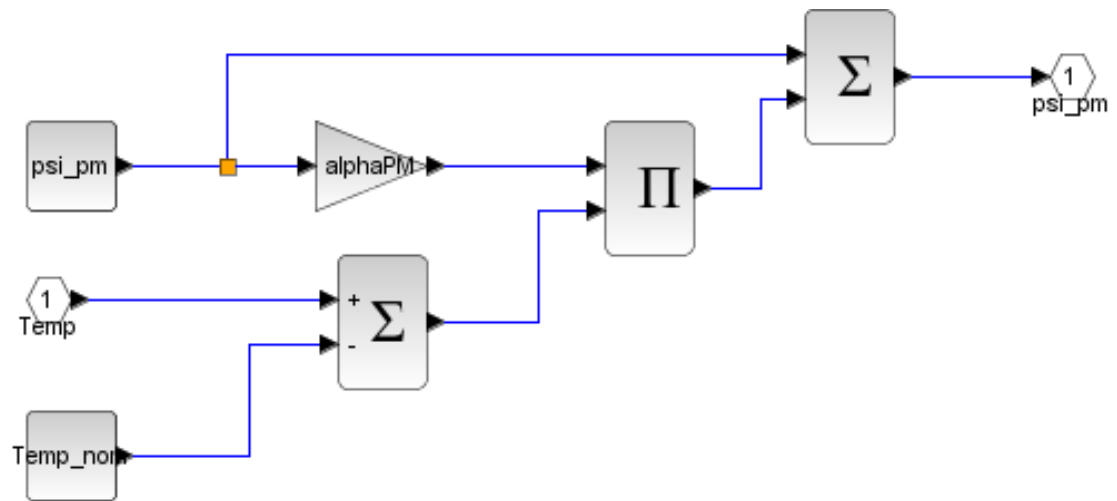 Σ
1
psi_pm
psi_pm
alphaPM
Π
1
Temp
+
-
Σ
Temp_nom